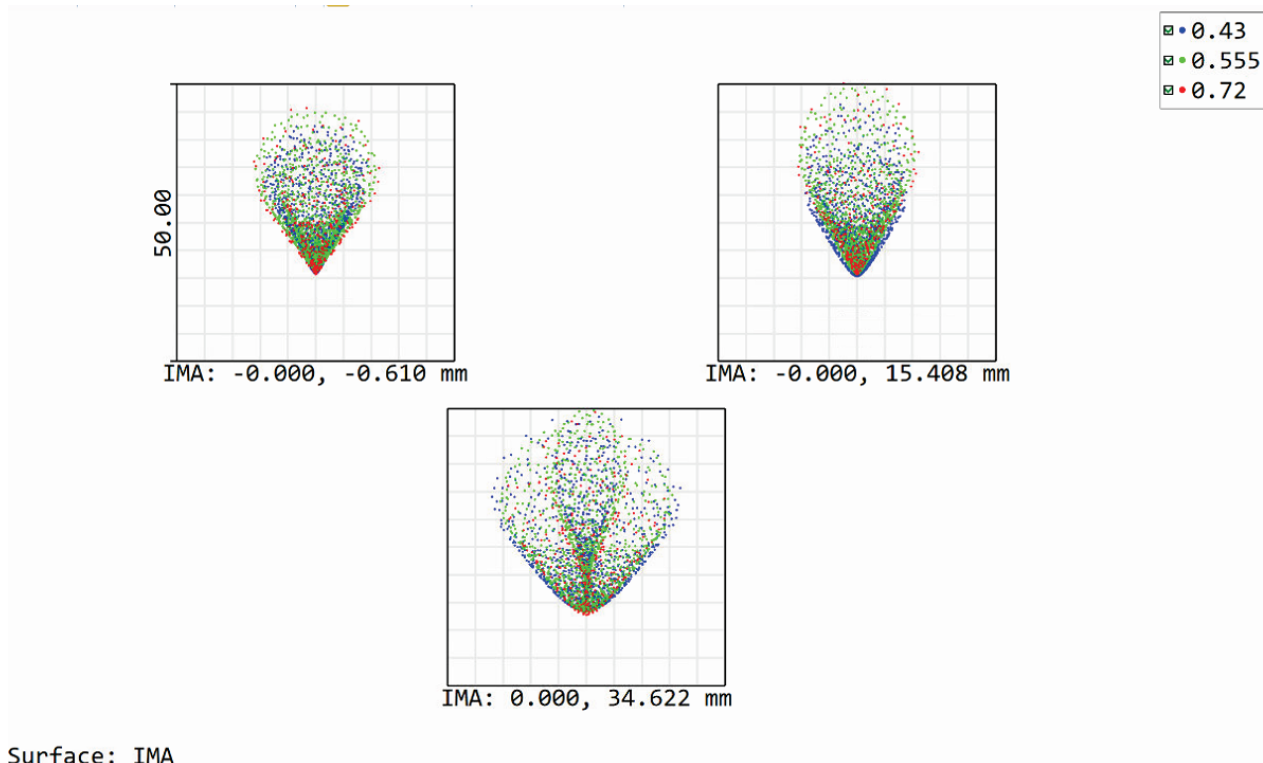 0.43
0.555
0.72
50.00
IMA: -0.000, -0.610 mm
IMA: -0.000, 15.408 mm
IMA: 0.000, 34.622 mm
Surface: IMA